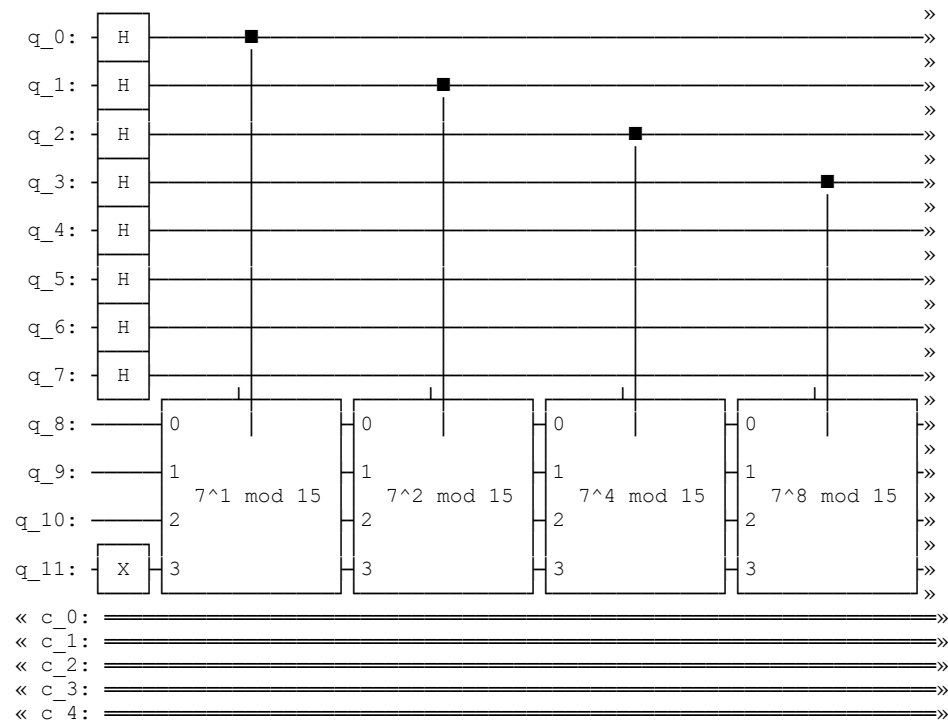 »
q_0: H »
»
q_1: H »
»
q_2: H »
»
q_3: H »
»
q_4: H »
»
q_5: H »
»
q_6: H »
»
q_7: H »
»
q_8: 0 0 0 0 »
»
q_9: 1 1 1 1 »
7^1 mod 15 7^2 mod 15 7^4 mod 15 7^8 mod 15 »
q_10: 2 2 2 2 »
»
q_11: X 3 3 3 3 »
»
« c_0: »
« c_1: »
« c_2: »
« c_3: »
« c_4: »